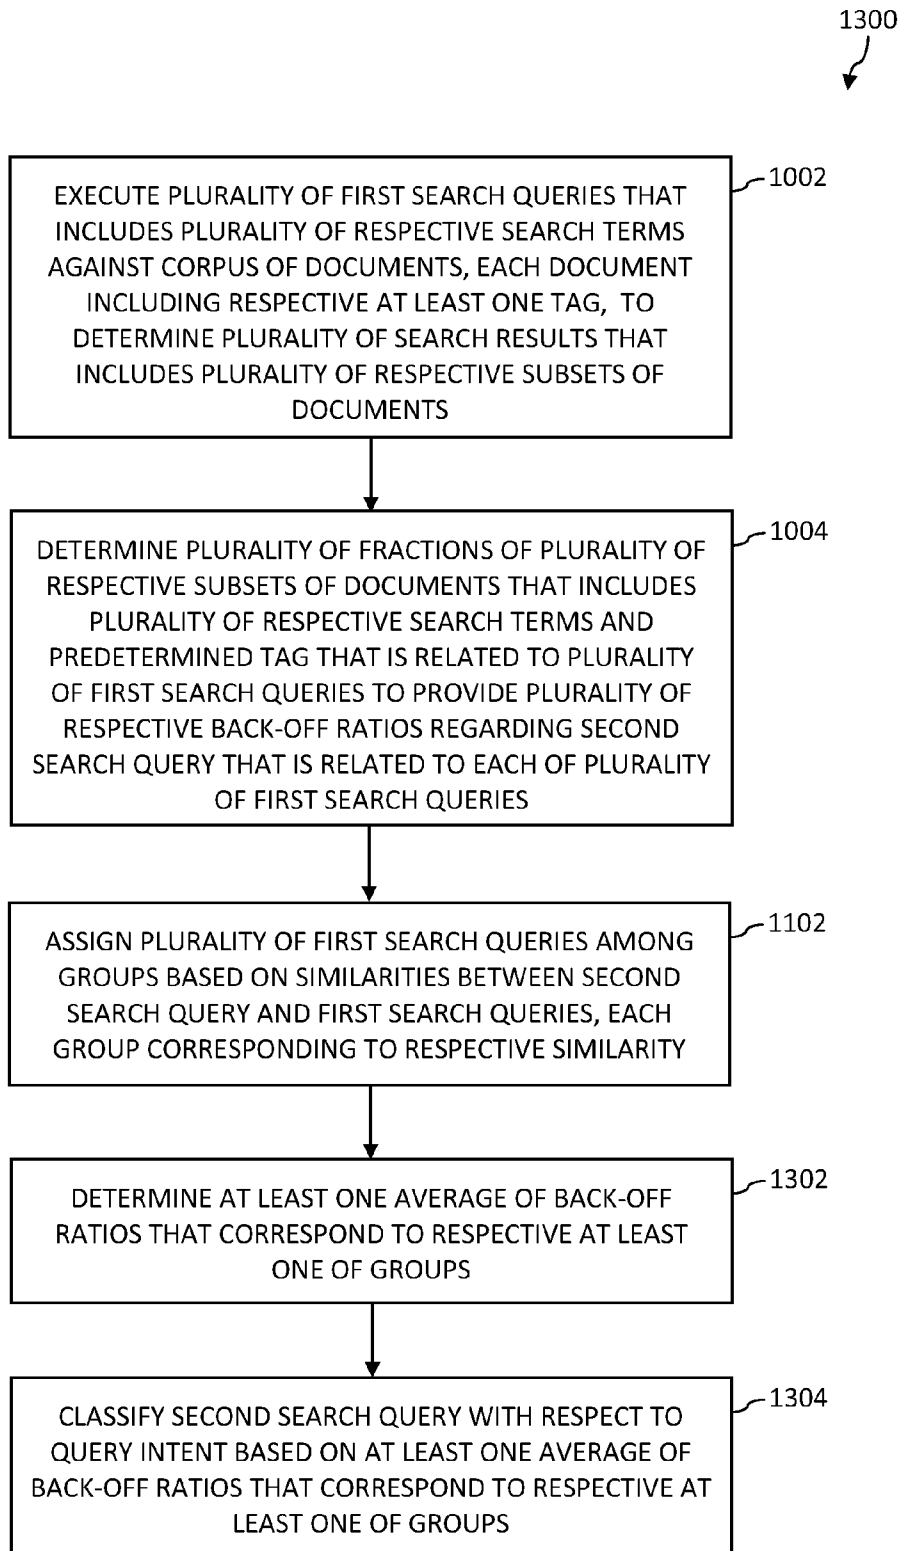 1300
1002
EXECUTE PLURALITY OF FIRST SEARCH QUERIES THAT
INCLUDES PLURALITY OF RESPECTIVE SEARCH TERMS
AGAINST CORPUS OF DOCUMENTS, EACH DOCUMENT
INCLUDING RESPECTIVE AT LEAST ONE TAG, TO
DETERMINE PLURALITY OF SEARCH RESULTS THAT
INCLUDES PLURALITY OF RESPECTIVE SUBSETS OF
DOCUMENTS
1004
DETERMINE PLURALITY OF FRACTIONS OF PLURALITY OF
RESPECTIVE SUBSETS OF DOCUMENTS THAT INCLUDES
PLURALITY OF RESPECTIVE SEARCH TERMS AND
PREDETERMINED TAG THAT IS RELATED TO PLURALITY
OF FIRST SEARCH QUERIES TO PROVIDE PLURALITY OF
RESPECTIVE BACK-OFF RATIOS REGARDING SECOND
SEARCH QUERY THAT IS RELATED TO EACH OF PLURALITY
OF FIRST SEARCH QUERIES
1102
ASSIGN PLURALITY OF FIRST SEARCH QUERIES AMONG
GROUPS BASED ON SIMILARITIES BETWEEN SECOND
SEARCH QUERY AND FIRST SEARCH QUERIES, EACH
GROUP CORRESPONDING TO RESPECTIVE SIMILARITY
1302
DETERMINE AT LEAST ONE AVERAGE OF BACK-OFF
RATIOS THAT CORRESPOND TO RESPECTIVE AT LEAST
ONE OF GROUPS
1304
CLASSIFY SECOND SEARCH QUERY WITH RESPECT TO
QUERY INTENT BASED ON AT LEAST ONE AVERAGE OF
BACK-OFF RATIOS THAT CORRESPOND TO RESPECTIVE AT
LEAST ONE OF GROUPS